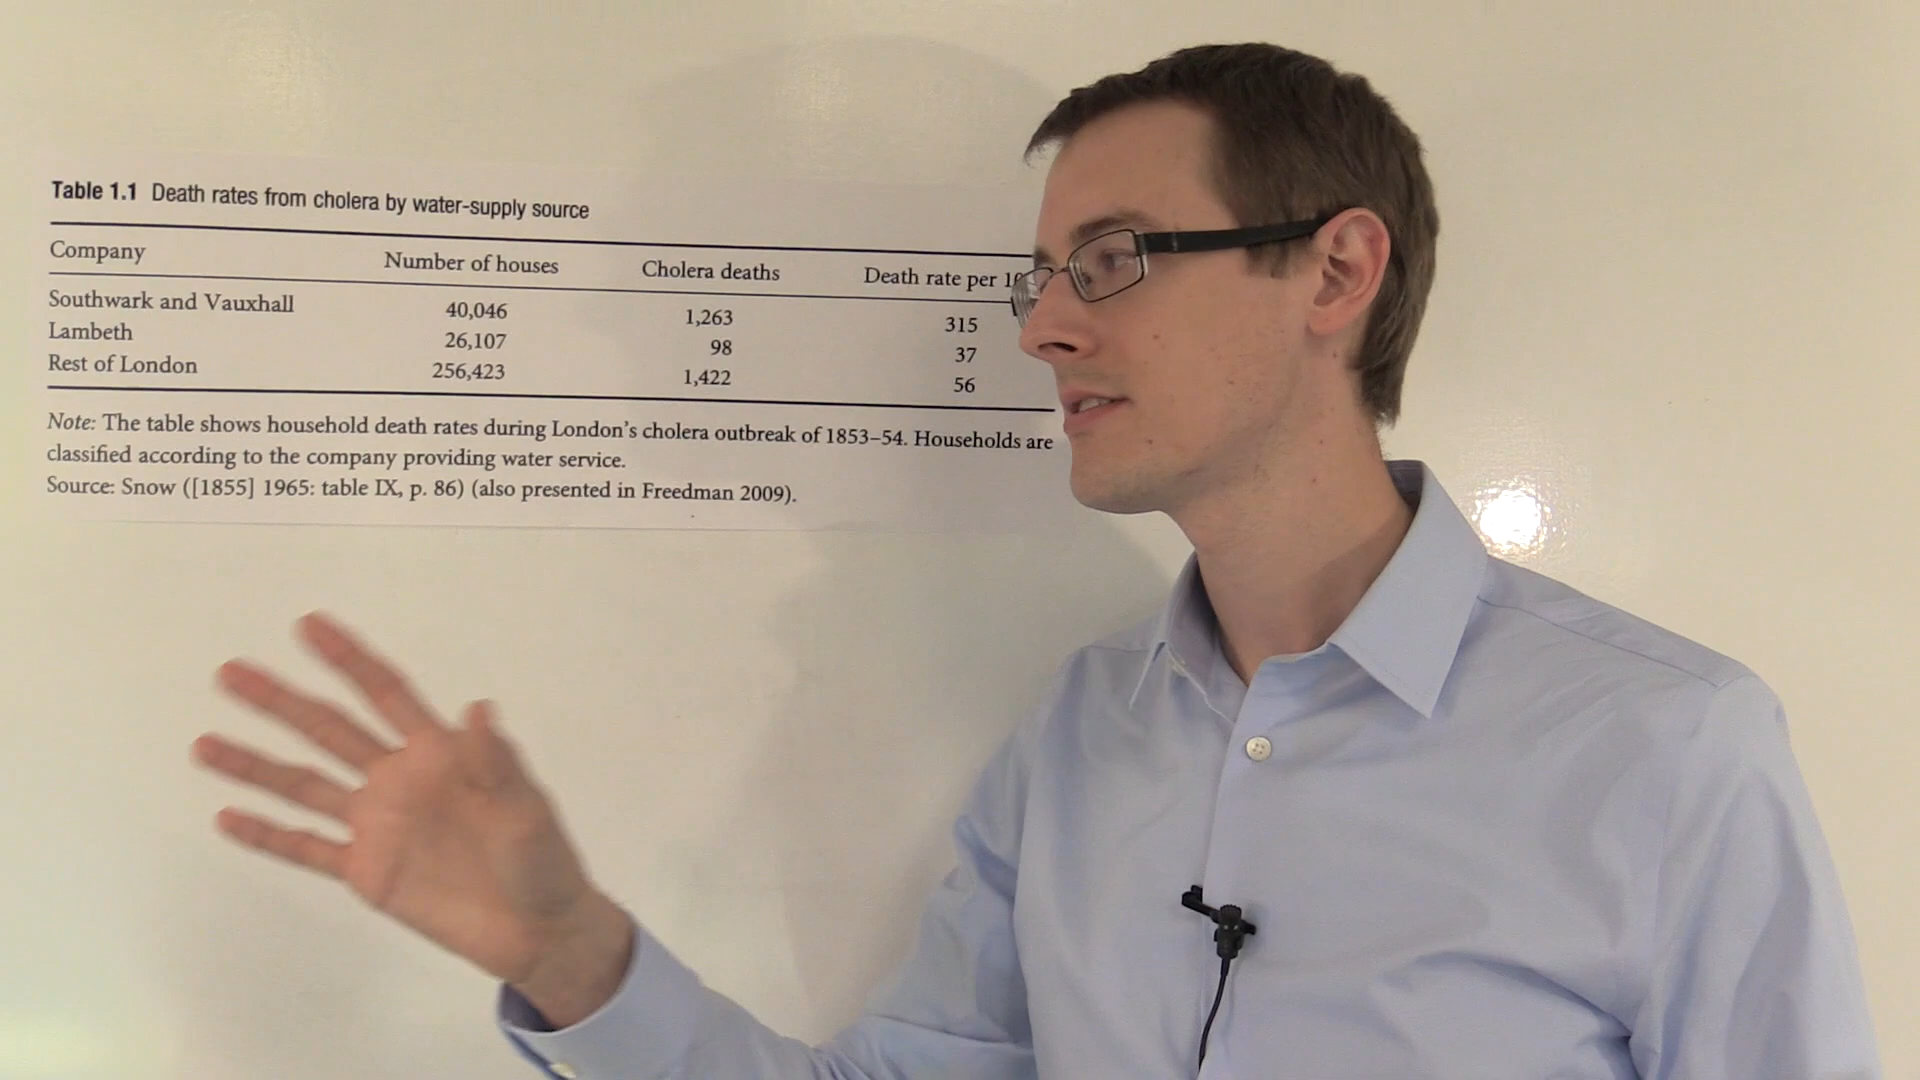 Table 1.1 Death rates from cholera by water-supply source
Company Number of houses Cholera deaths Death rate per
Southwark and Vauxhall 40,046 1,263 315
Lambeth 26,107 98 37
Rest of London 256,423 1,422 56
Note: The table shows household death rates during London's cholera outbreak of 1853–54. Households are
classified according to the company providing water service.
Source: Snow ([1855] 1965: table IX, p. 86) (also presented in Freedman 2009).